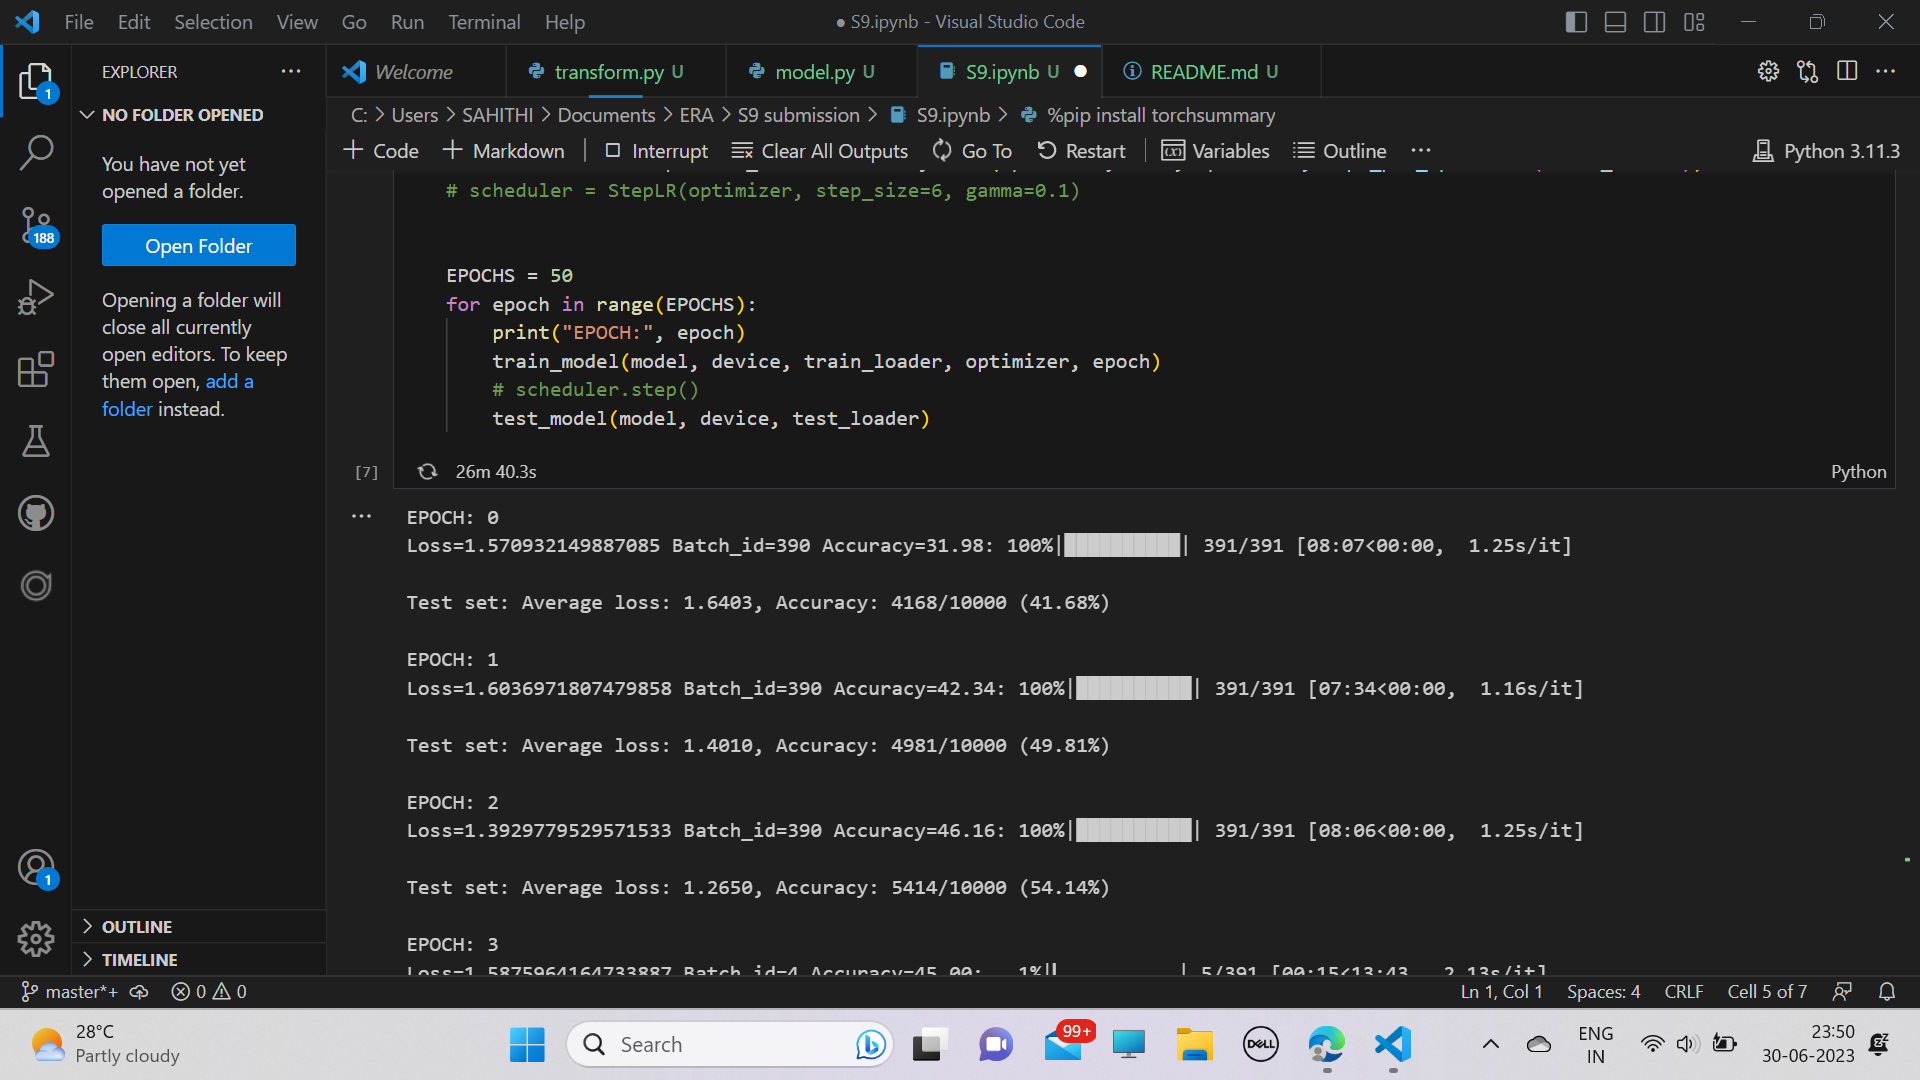 File Edit Selection View Go Run Terminal Help
● S9.ipynb - Visual Studio Code
EXPLORER
NO FOLDER OPENED
You have not yet
opened a folder.
Open Folder
Opening a folder will
close all currently
open editors. To keep
them open, add a
folder instead.
OUTLINE
TIMELINE
1
188
1
Welcome transform.py U model.py U S9.ipynb U README.md U
C: > Users > SAHITHI > Documents > ERA > S9 submission > S9.ipynb > %pip install torchsummary
+ Code + Markdown Interrupt Clear All Outputs Go To Restart Variables Outline ... Python 3.11.3
# scheduler = StepLR(optimizer, step_size=6, gamma=0.1)
EPOCHS = 50
for epoch in range(EPOCHS):
print("EPOCH:", epoch)
train_model(model, device, train_loader, optimizer, epoch)
# scheduler.step()
test_model(model, device, test_loader)
[7] 26m 40.3s Python
EPOCH: 0
Loss=1.570932149887085 Batch_id=390 Accuracy=31.98: 100%|██████████| 391/391 [08:07<00:00, 1.25s/it]
Test set: Average loss: 1.6403, Accuracy: 4168/10000 (41.68%)
EPOCH: 1
Loss=1.6036971807479858 Batch_id=390 Accuracy=42.34: 100%|██████████| 391/391 [07:34<00:00, 1.16s/it]
Test set: Average loss: 1.4010, Accuracy: 4981/10000 (49.81%)
EPOCH: 2
Loss=1.3929779529571533 Batch_id=390 Accuracy=46.16: 100%|██████████| 391/391 [08:06<00:00, 1.25s/it]
Test set: Average loss: 1.2650, Accuracy: 5414/10000 (54.14%)
EPOCH: 3
Loss=1.5875964164733887 Batch_id=4 Accuracy=45.00: 1%| | 5/391 [00:15<13:43, 2.13s/it]
master*+ 0 0 Ln 1, Col 1 Spaces: 4 CRLF Cell 5 of 7
28°C
Partly cloudy
Search
99+
DELL
ENG
IN
23:50
30-06-2023